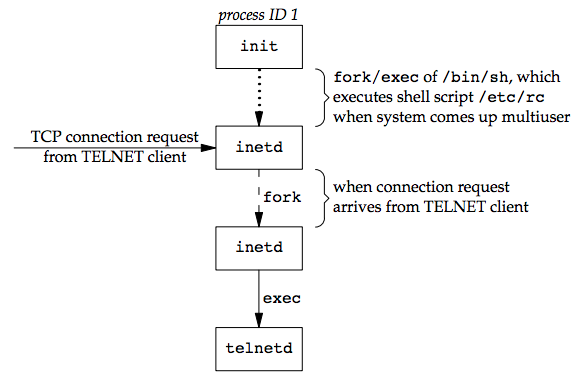 process ID 1
init
fork/exec of /bin/sh, which
executes shell script /etc/rc
when system comes up multiuser
TCP connection request
from TELNET client
inetd
fork
when connection request
arrives from TELNET client
inetd
exec
telnetd